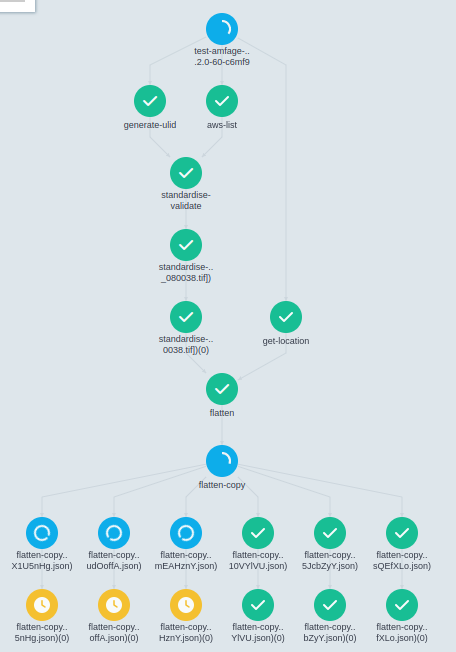 test-amfage-..
.2.0-60-c6mf9
generate-ulid
aws-list
standardise-
validate
standardise-..
_080038.tif])
standardise-..
0038.tif])(0)
get-location
flatten
flatten-copy
flatten-copy..
X1U5nHg.json)
flatten-copy..
udOoffA.json)
flatten-copy..
mEAHznY.json)
flatten-copy..
10VYlVU.json)
flatten-copy..
5JcbZyY.json)
flatten-copy..
sQEfXLo.json)
flatten-copy..
5nHg.json)(0)
flatten-copy..
offA.json)(0)
flatten-copy..
HznY.json)(0)
flatten-copy..
YlVU.json)(0)
flatten-copy..
bZyY.json)(0)
flatten-copy..
fXLo.json)(0)